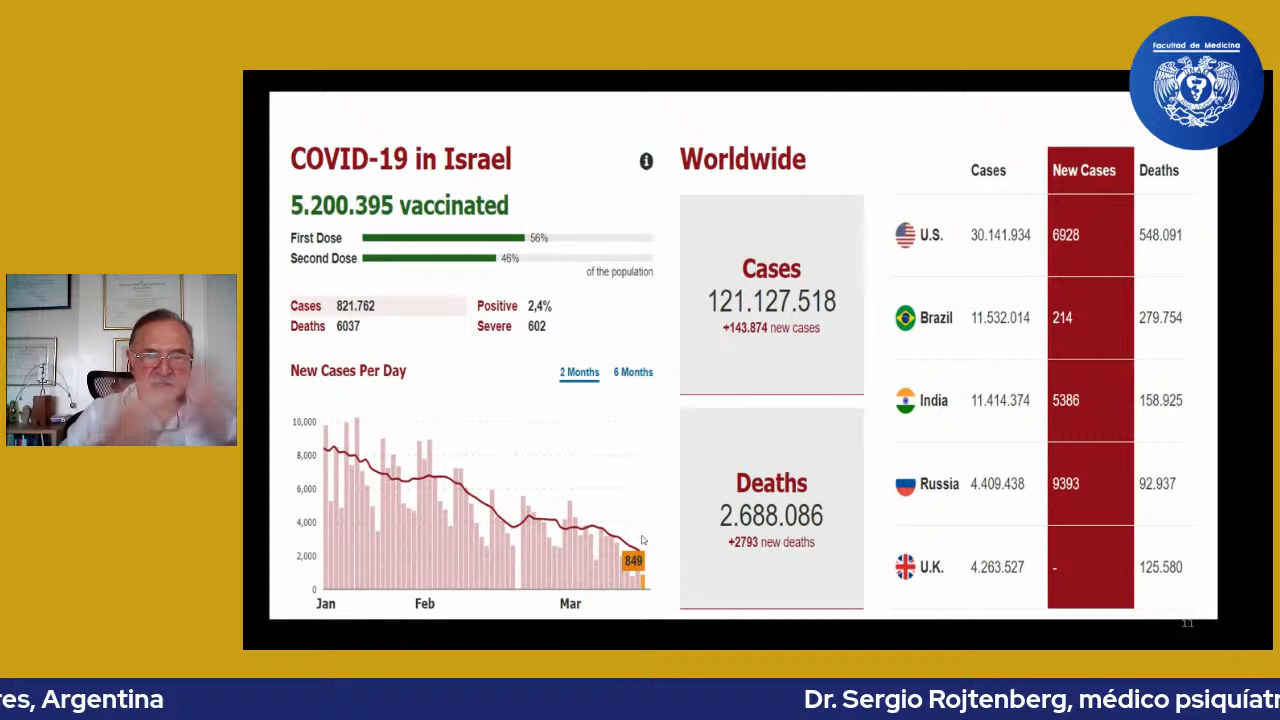 Facultad de Medicina
COVID-19 in Israel
5.200.395 vaccinated
First Dose 56%
Second Dose 46%
of the population
Cases 821.762 Positive 2,4%
Deaths 6037 Severe 602
New Cases Per Day 2 Months 6 Months
10,000
8,000
6,000
4,000
2,000
0
849
Jan Feb Mar
Worldwide
Cases
121.127.518
+143.874 new cases
Deaths
2.688.086
+2793 new deaths
Cases New Cases Deaths
U.S. 30.141.934 6928 548.091
Brazil 11.532.014 214 279.754
India 11.414.374 5386 158.925
Russia 4.409.438 9393 92.937
U.K. 4.263.527 - 125.580
11
res, Argentina Dr. Sergio Rojtenberg, médico psiquiatr